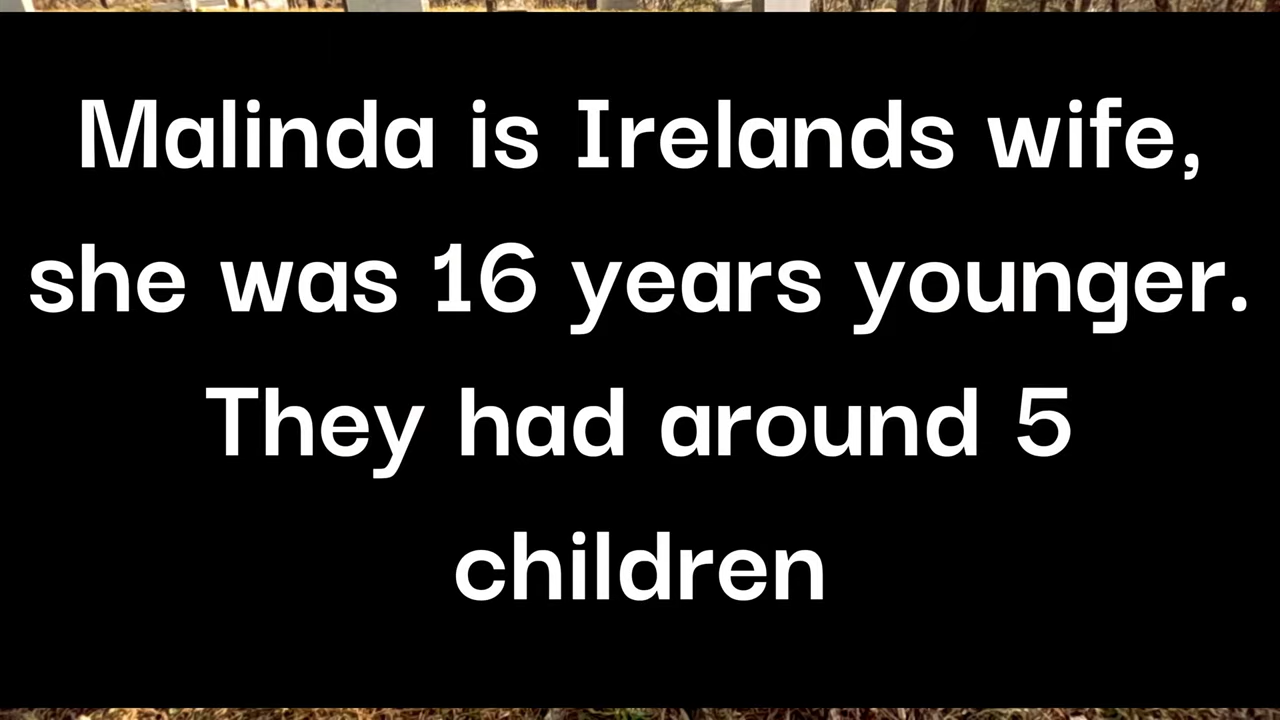 Malinda is Irelands wife,
she was 16 years younger.
They had around 5
children